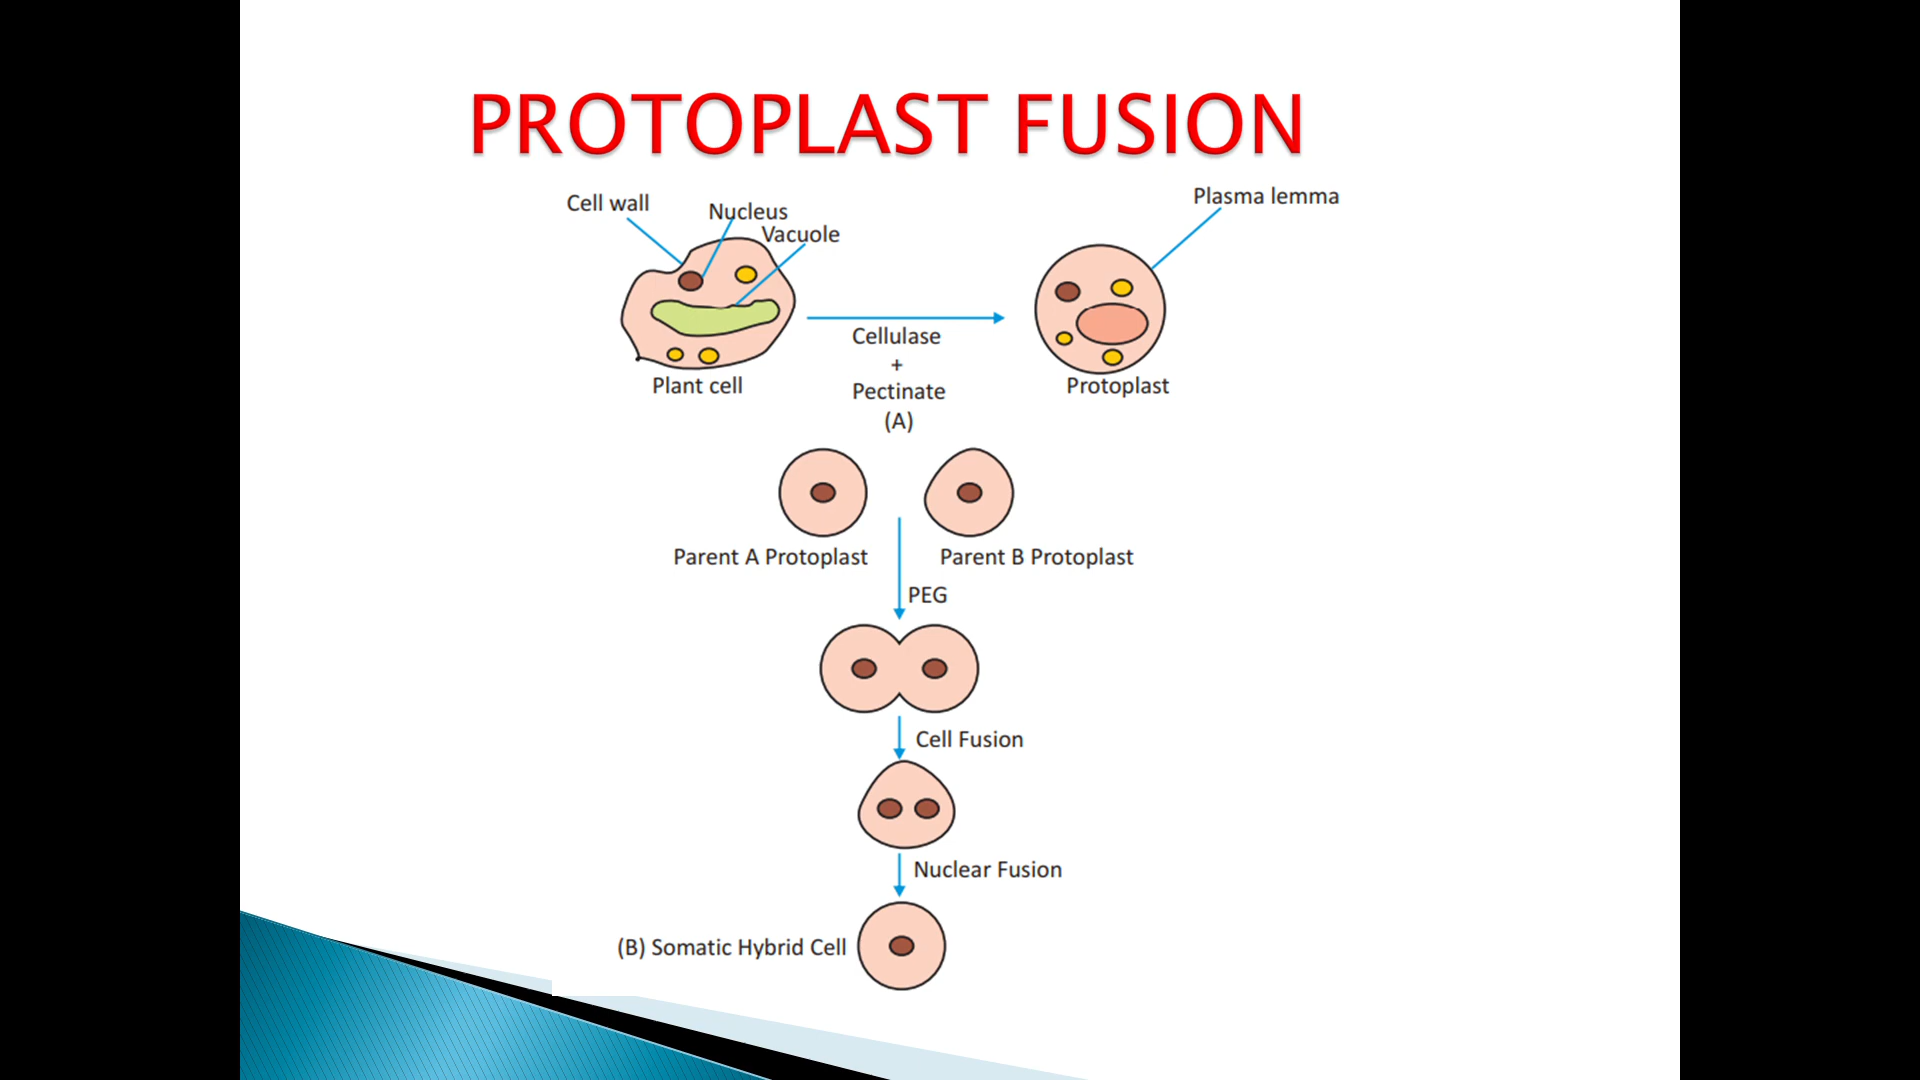 PROTOPLAST FUSION
Cell wall
Nucleus
Vacuole
Plasma lemma
Cellulase
+
Pectinate
(A)
Plant cell
Protoplast
Parent A Protoplast
Parent B Protoplast
PEG
Cell Fusion
Nuclear Fusion
(B) Somatic Hybrid Cell